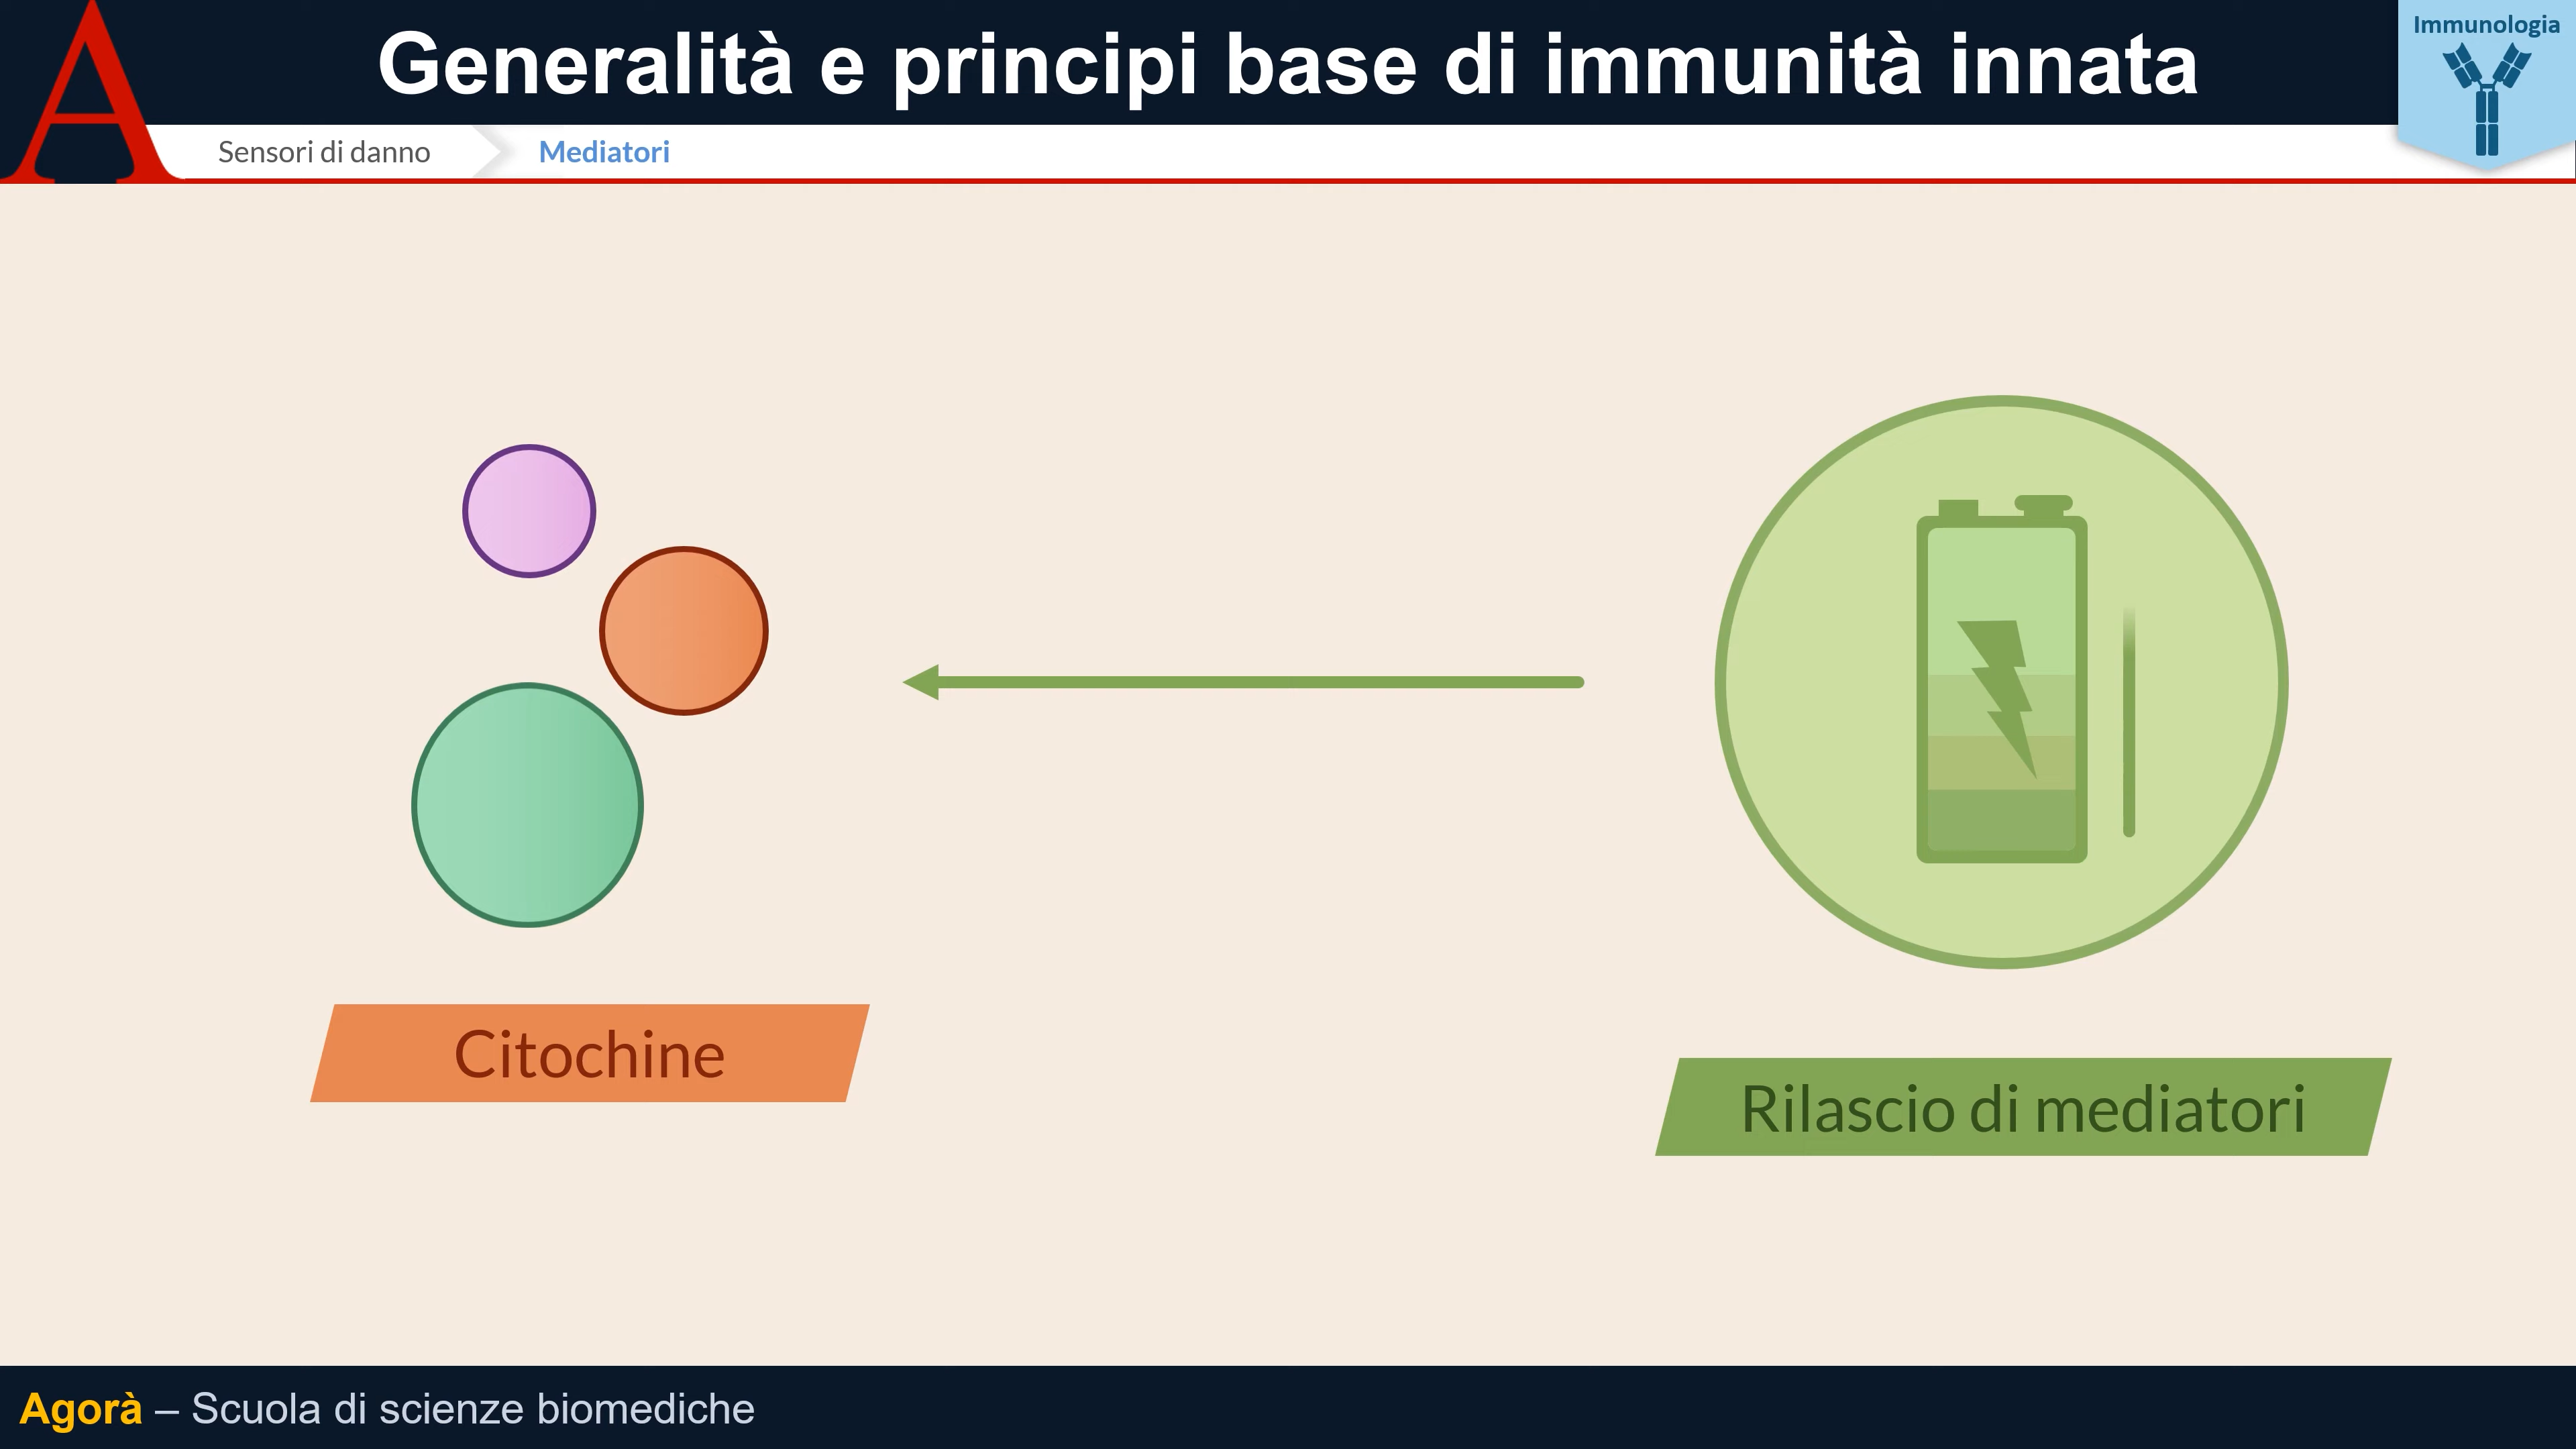 A
Generalità e principi base di immunità innata
Immunologia
Sensori di danno
Mediatori
Citochine
Rilascio di mediatori
Agorà – Scuola di scienze biomediche